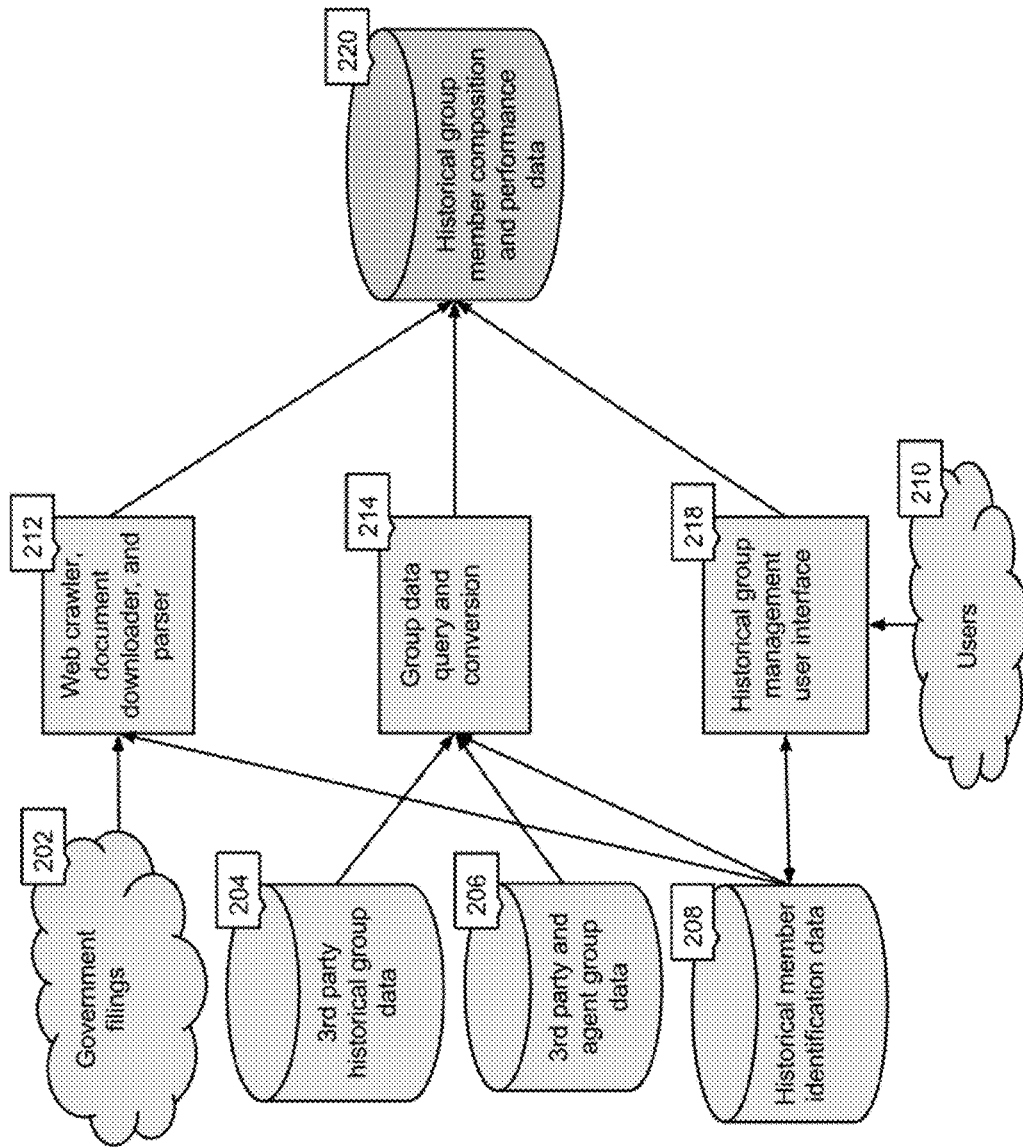 202
Government
filings
204
3rd party
historical group
data
206
3rd party and
agent group
data
208
Historical member
identification data
212
Web crawler,
document
downloader, and
parser
214
Group data
query and
conversion
218
Historical group
management
user interface
210
Users
220
Historical group
member composition
and performance
data